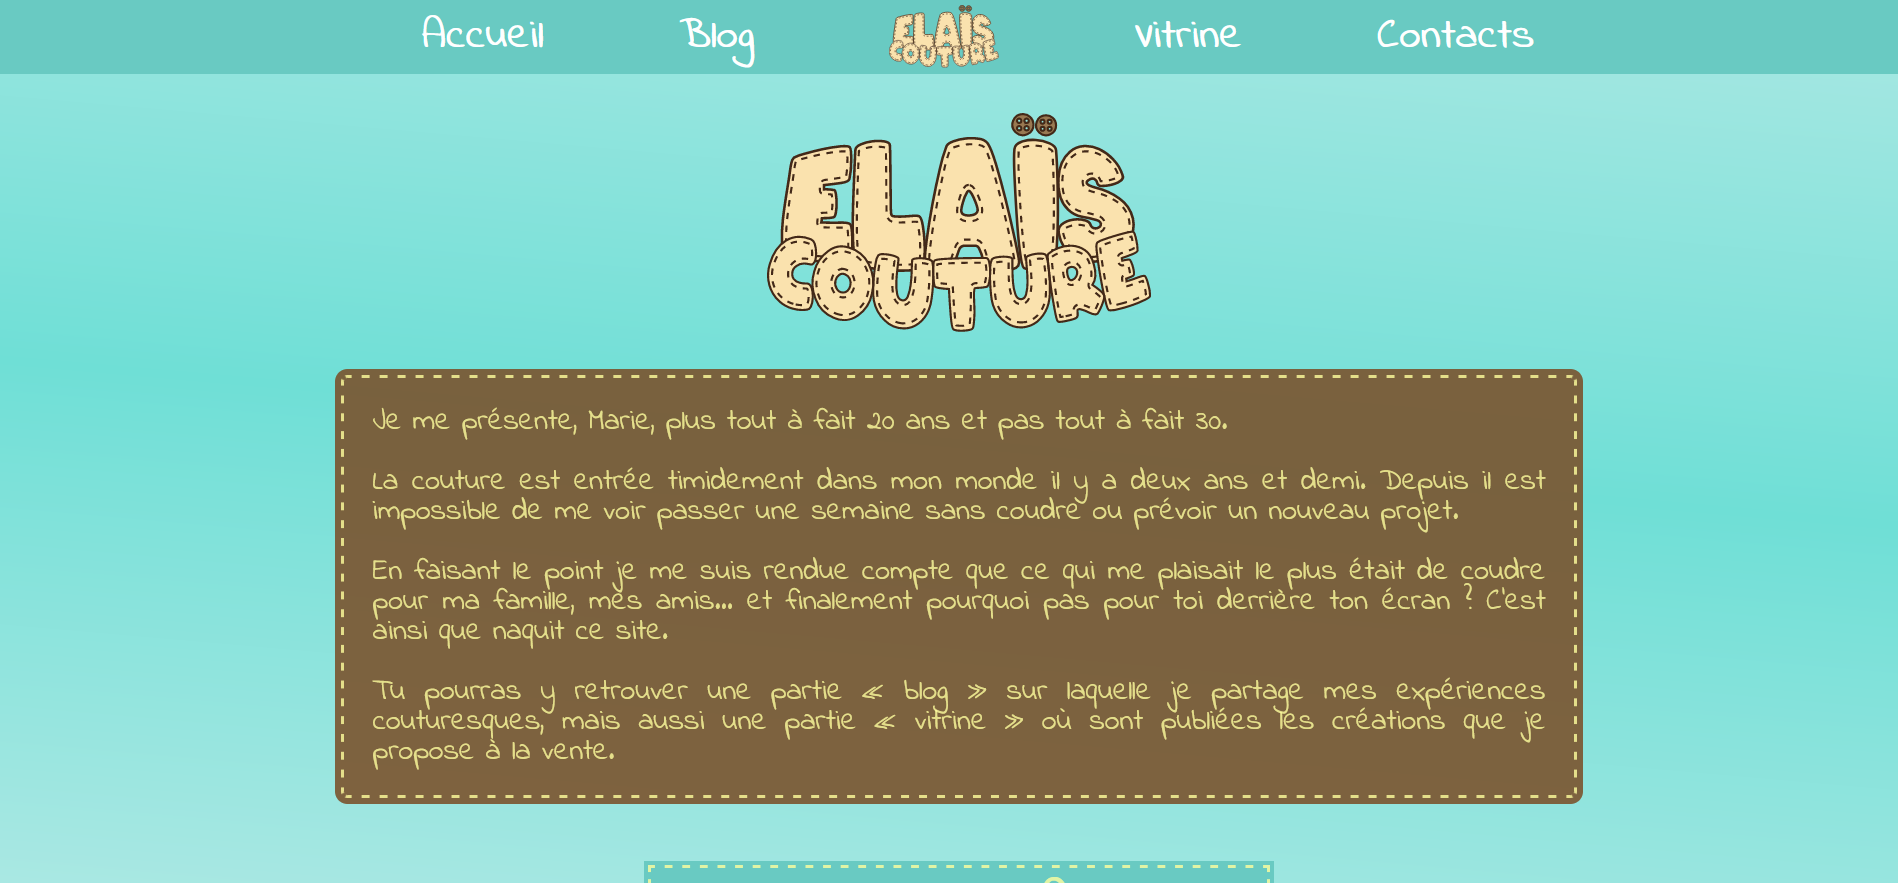 Accueil Blog ELAÏS COUTURE Vitrine Contacts
ELAÏS
COUTURE
Je me présente, Marie, plus tout à fait 20 ans et pas tout à fait 30.
La couture est entrée timidement dans mon monde il y a deux ans et demi. Depuis il est
impossible de me voir passer une semaine sans coudre ou prévoir un nouveau projet.
En faisant le point je me suis rendue compte que ce qui me plaisait le plus était de coudre
pour ma famille, mes amis... et finalement pourquoi pas pour toi derrière ton écran ? C'est
ainsi que naquit ce site.
Tu pourras y retrouver une partie « blog » sur laquelle je partage mes expériences
couturesques, mais aussi une partie « vitrine » où sont publiées les créations que je
propose à la vente.